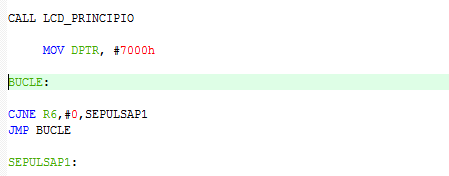 CALL LCD_PRINCIPIO
MOV DPTR, #7000h
BUCLE:
CJNE R6,#0,SEPULSAP1
JMP BUCLE
SEPULSAP1: